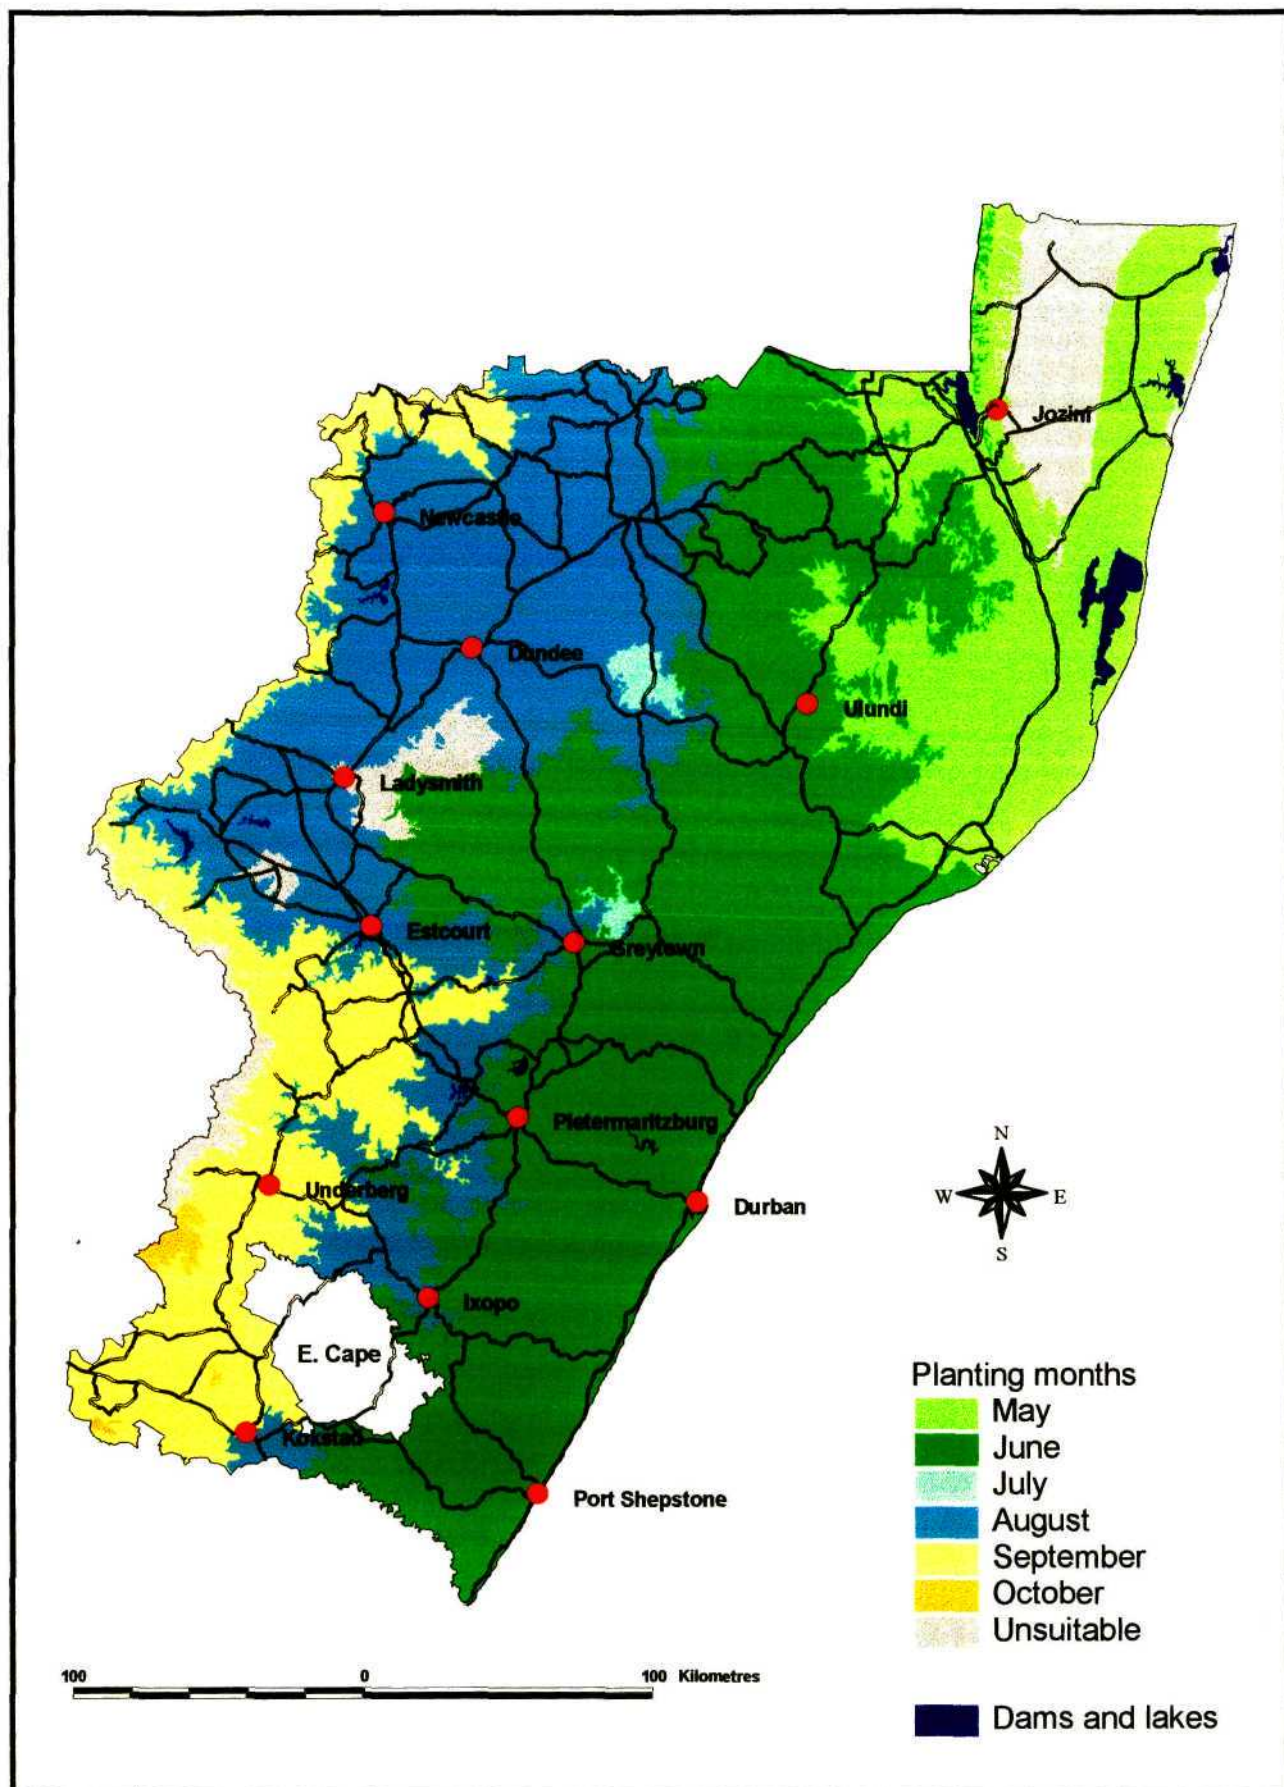 Jozini
Newcastle
Dundee
Ulundi
Ladysmith
Estcourt
Greytown
Pietermaritzburg
Underberg
Durban
Ixopo
E. Cape
Kokstad
Port Shepstone
N
W E
S
Planting months
May
June
July
August
September
October
Unsuitable
Dams and lakes
100 0 100 Kilometres